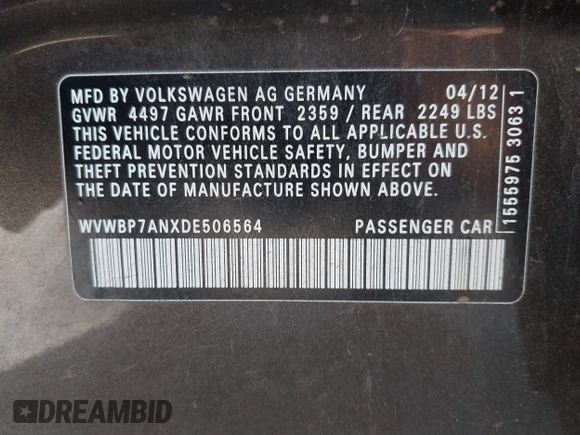 MFD BY VOLKSWAGEN AG GERMANY 04/12
GVWR 4497 GAWR FRONT 2359 / REAR 2249 LBS
THIS VEHICLE CONFORMS TO ALL APPLICABLE U.S.
FEDERAL MOTOR VEHICLE SAFETY, BUMPER AND
THEFT PREVENTION STANDARDS IN EFFECT ON
THE DATE OF MANUFACTURE SHOWN ABOVE.
WVWBP7ANXDE506564 PASSENGER CAR
1555975 3063 1
DREAMBID